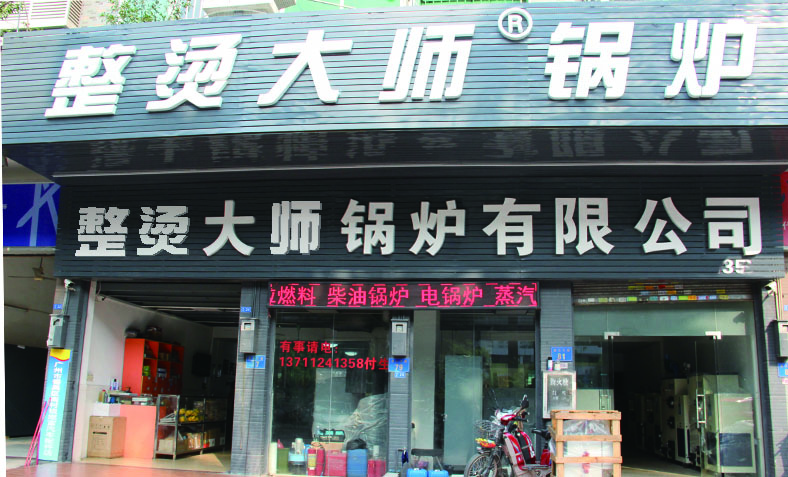 整烫大师® 锅炉
整烫大师锅炉有限公司
35
燃料 柴油锅炉 电锅炉 蒸汽
有事请电、
13711241358付生
81